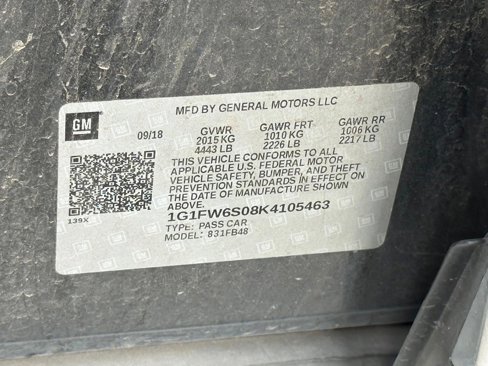 MFD BY GENERAL MOTORS LLC
GM
09/18 GVWR GAWR FRT GAWR RR
2015 KG 1010 KG 1006 KG
4443 LB 2226 LB 2217 LB
THIS VEHICLE CONFORMS TO ALL
APPLICABLE U.S. FEDERAL MOTOR
VEHICLE SAFETY, BUMPER, AND THEFT
PREVENTION STANDARDS IN EFFECT ON
THE DATE OF MANUFACTURE SHOWN
ABOVE.
139X
1G1FW6S08K4105463
TYPE: PASS CAR
MODEL: 831FB48